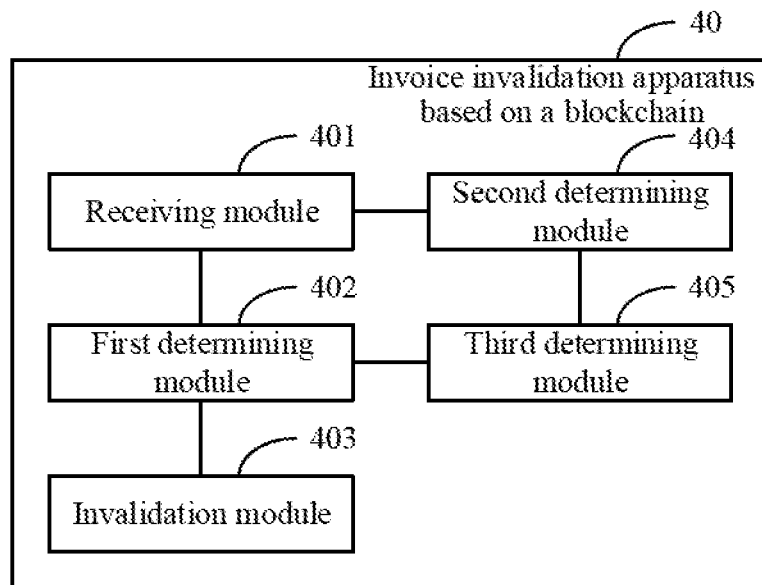 40
Invoice invalidation apparatus
based on a blockchain
401
404
Receiving module
Second determining
module
402
405
First determining
module
Third determining
module
403
Invalidation module